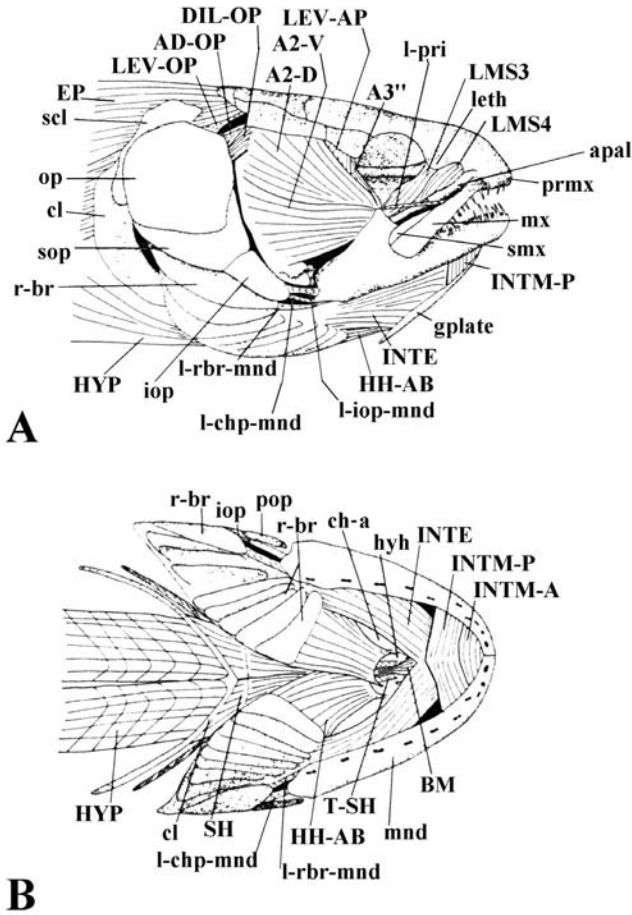 DIL-OP LEV-AP
AD-OP A2-V l-pri
LEV-OP A2-D A3'' LMS3
EP leth
scl LMS4
op apal
cl prmx
sop mx
r-br smx
INTM-P
gplate
l-rbr-mnd INTE
HYP iop HH-AB
l-chp-mnd l-iop-mnd
A
r-br iop pop
r-br ch-a hyh INTE
INTM-P
INTM-A
HYP cl SH T-SH BM
HH-AB mnd
l-chp-mnd l-rbr-mnd
B